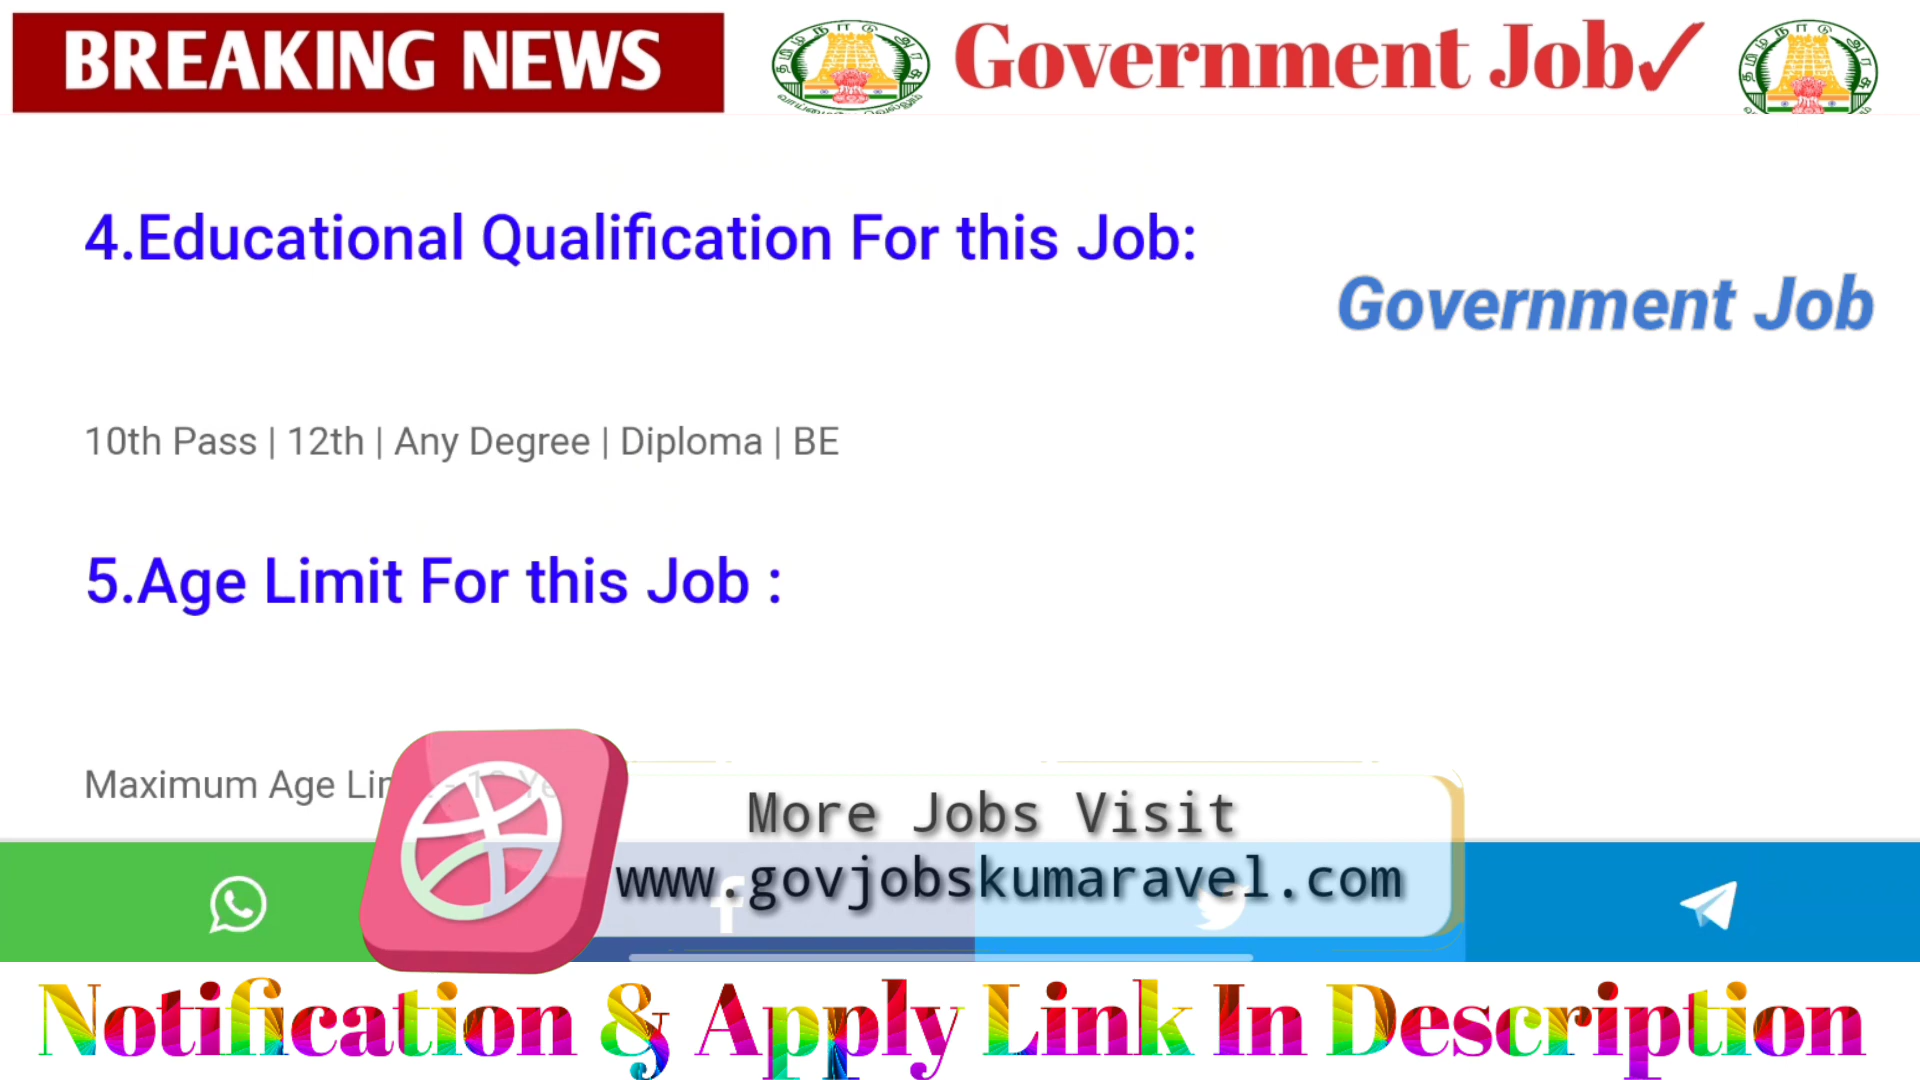 BREAKING NEWS
Government Job✓
4.Educational Qualification For this Job:
Government Job
10th Pass | 12th | Any Degree | Diploma | BE
5.Age Limit For this Job :
Maximum Age
More Jobs Visit
www.govjobskumaravel.com
Notification & Apply Link In Description